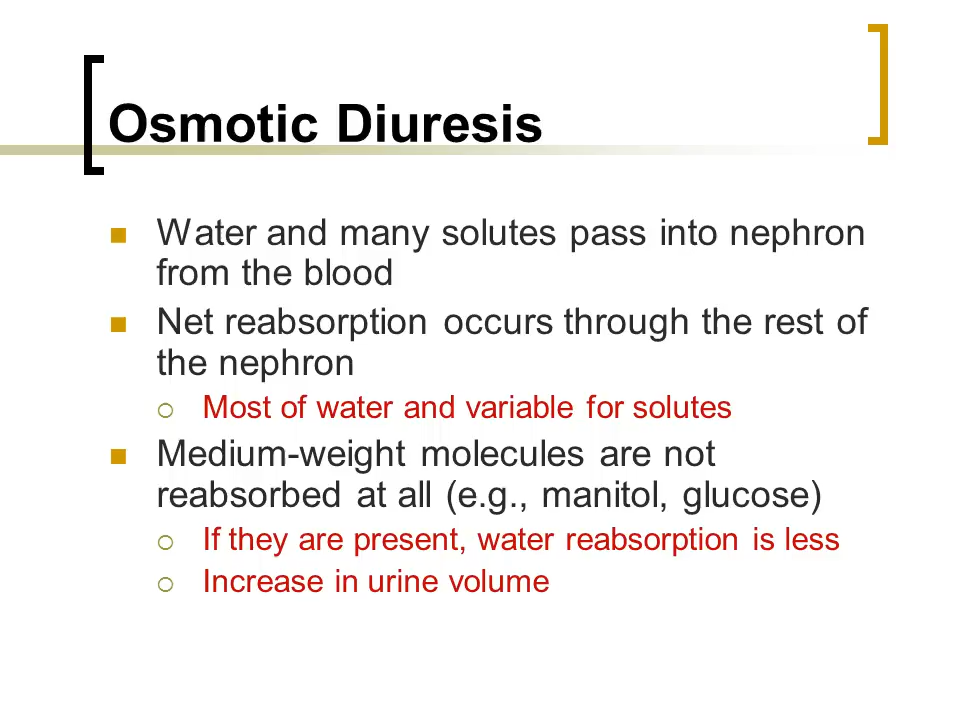 Osmotic Diuresis
Water and many solutes pass into nephron
from the blood
Net reabsorption occurs through the rest of
the nephron
Most of water and variable for solutes
Medium-weight molecules are not
reabsorbed at all (e.g., manitol, glucose)
If they are present, water reabsorption is less
Increase in urine volume